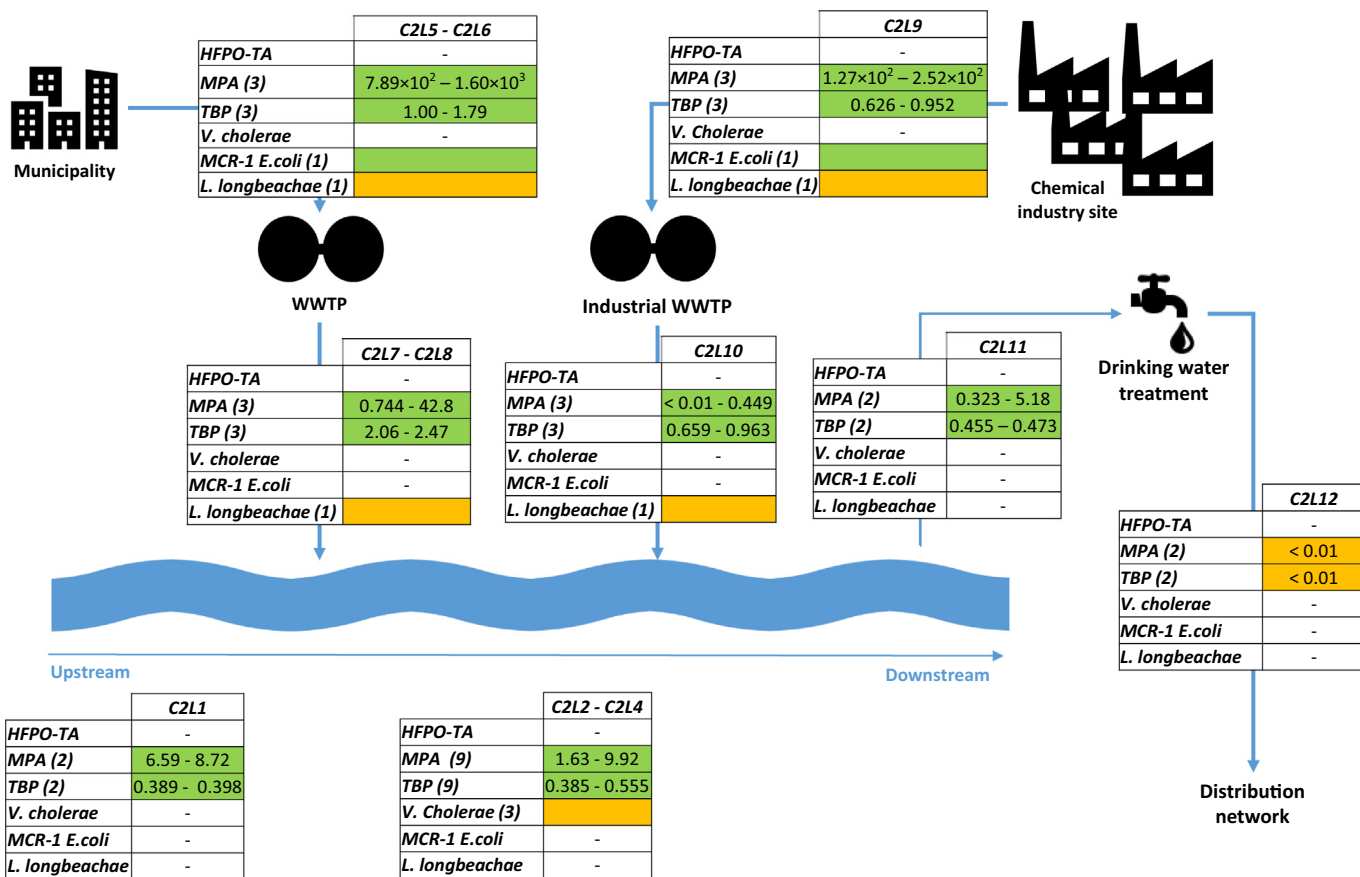 C2L5 - C2L6
HFPO-TA -
MPA (3) 7.89×10² – 1.60×10³
TBP (3) 1.00 - 1.79
V. cholerae -
MCR-1 E.coli (1)
L. longbeachae (1)
C2L9
HFPO-TA -
MPA (3) 1.27×10² – 2.52×10²
TBP (3) 0.626 - 0.952
V. Cholerae -
MCR-1 E.coli (1)
L. longbeachae (1)
Municipality
Chemical
industry site
WWTP
Industrial WWTP
Drinking water
treatment
C2L7 - C2L8
HFPO-TA -
MPA (3) 0.744 - 42.8
TBP (3) 2.06 - 2.47
V. cholerae -
MCR-1 E.coli -
L. longbeachae (1)
C2L10
HFPO-TA -
MPA (3) < 0.01 - 0.449
TBP (3) 0.659 - 0.963
V. cholerae -
MCR-1 E.coli -
L. longbeachae (1)
C2L11
HFPO-TA -
MPA (2) 0.323 - 5.18
TBP (2) 0.455 – 0.473
V. cholerae -
MCR-1 E.coli -
L. longbeachae -
C2L12
HFPO-TA -
MPA (2) < 0.01
TBP (2) < 0.01
V. cholerae -
MCR-1 E.coli -
L. longbeachae -
Upstream
Downstream
C2L1
HFPO-TA -
MPA (2) 6.59 - 8.72
TBP (2) 0.389 - 0.398
V. cholerae -
MCR-1 E.coli -
L. longbeachae -
C2L2 - C2L4
HFPO-TA -
MPA (9) 1.63 - 9.92
TBP (9) 0.385 - 0.555
V. Cholerae (3)
MCR-1 E.coli -
L. longbeachae -
Distribution
network